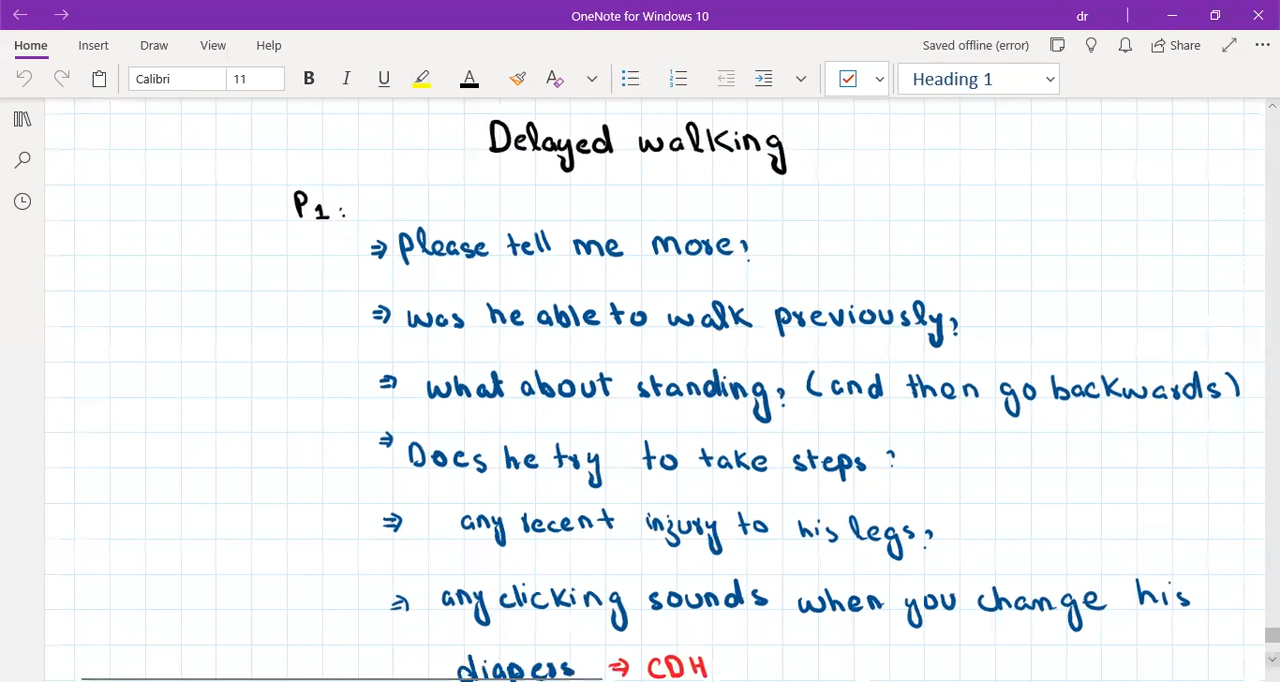 OneNote for Windows 10
dr
Home Insert Draw View Help
Saved offline (error)
Share
Calibri 11 B I U A A Heading 1
Delayed walking
P1:
⇒ Please tell me more?
⇒ was he able to walk previously?
⇒ what about standing? (and then go backwards)
⇒ Does he try to take steps?
⇒ any recent injury to his legs?
⇒ any clicking sounds when you change his
diapers ⇒ CDH